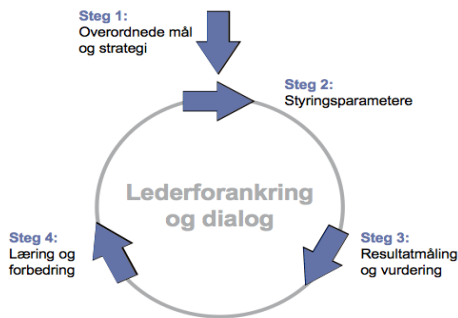 Steg 1:
Overordnede mål
og strategi
Steg 2:
Styringsparametere
Lederforankring
og dialog
Steg 3:
Resultatmåling
og vurdering
Steg 4:
Læring og
forbedring